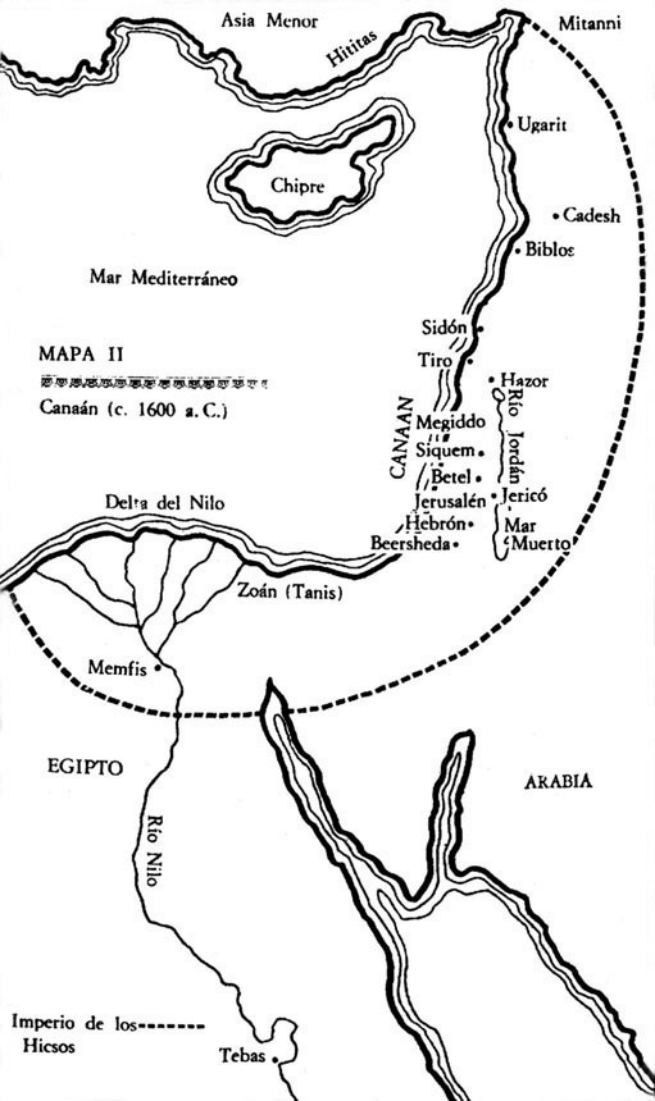 Asia Menor
Mitanni
Hititas
Ugarit
Chipre
Cadesh
Biblos
Mar Mediterráneo
Sidón
MAPA II
Tiro
Hazor
Canaán (c. 1600 a. C.)
CANAAN
Río Jordán
Megiddo
Siquem
Betel
Delta del Nilo
Jerusalén
Jericó
Hebrón
Mar
Muerto
Beersheda
Zoán (Tanis)
Memfis
EGIPTO
ARABIA
Río Nilo
Imperio de los
Hicsos
Tebas